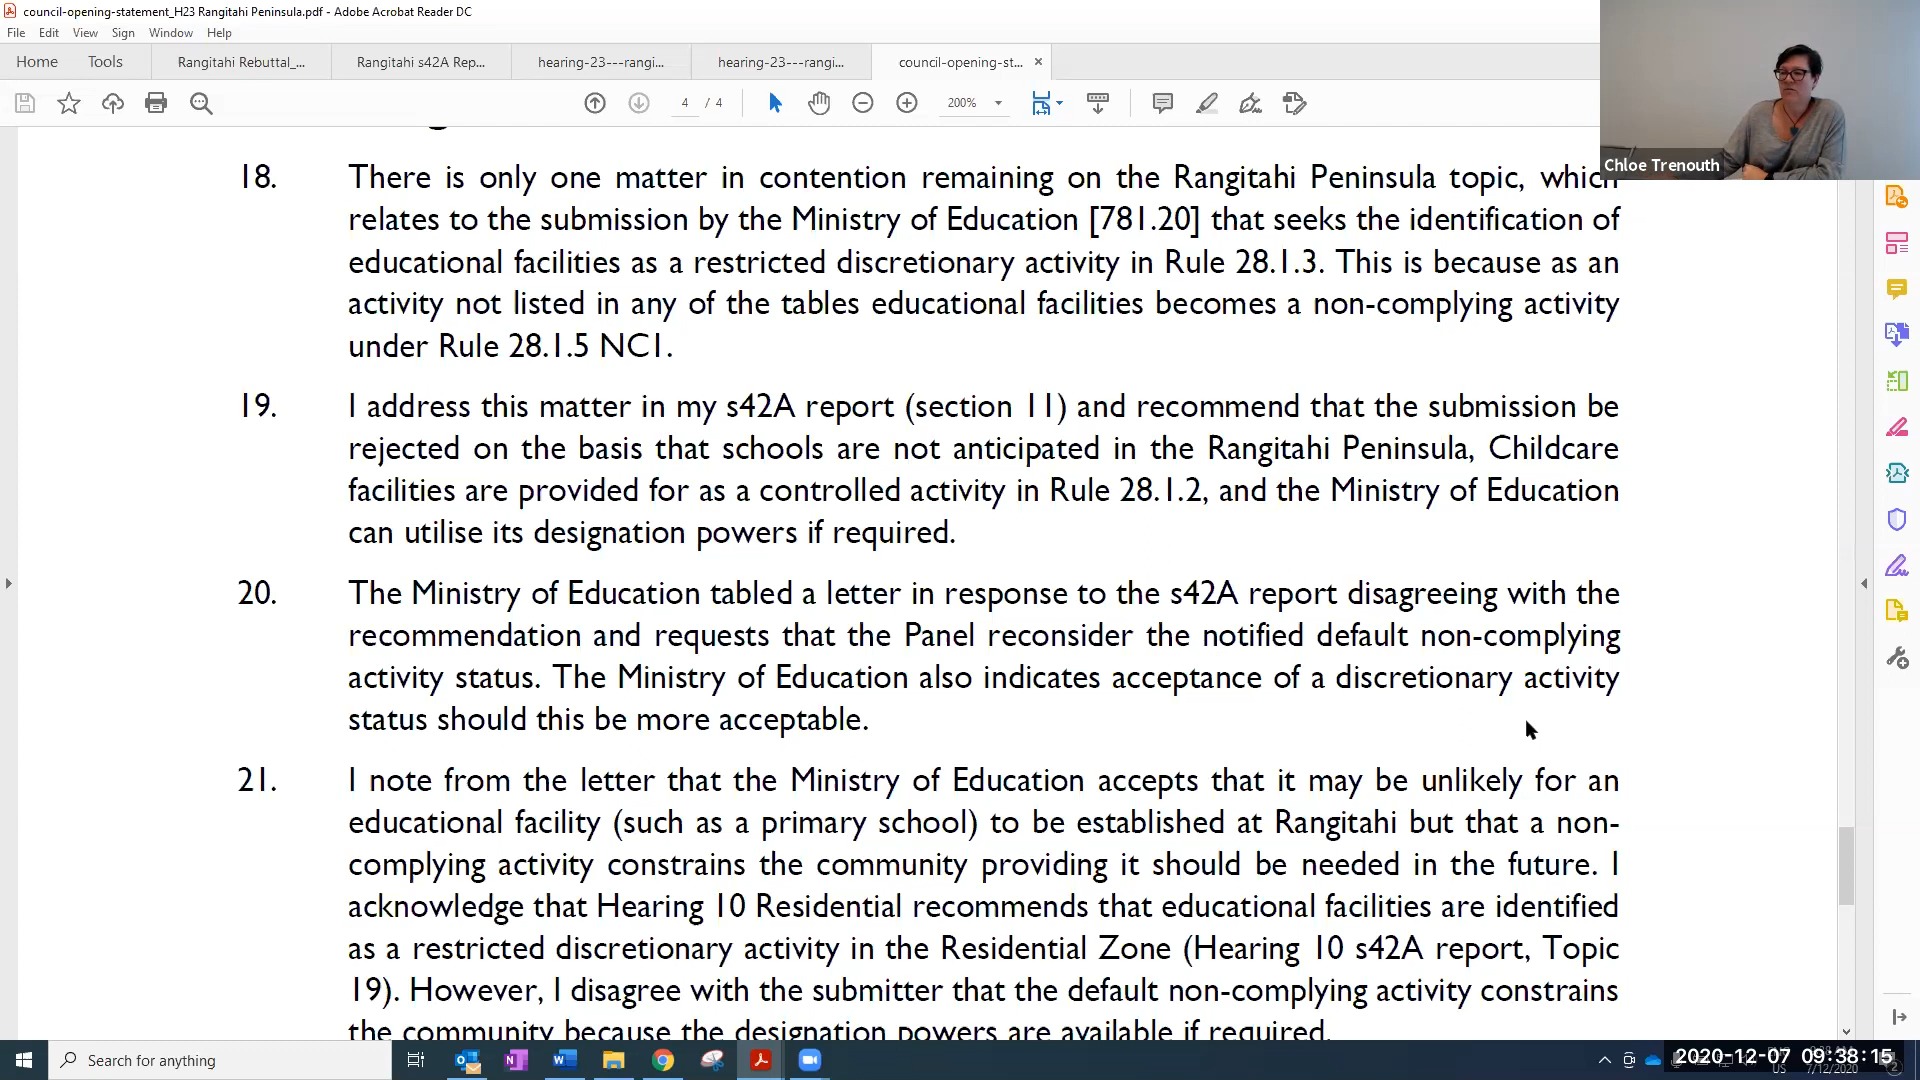 council-opening-statement_H23 Rangitahi Peninsula.pdf - Adobe Acrobat Reader DC
File Edit View Sign Window Help
Home Tools Rangitahi Rebuttal_... Rangitahi s42A Rep... hearing-23---rangi... hearing-23---rangi... council-opening-st... ×
4 / 4 200%
Chloe Trenouth
18. There is only one matter in contention remaining on the Rangitahi Peninsula topic, which
relates to the submission by the Ministry of Education [781.20] that seeks the identification of
educational facilities as a restricted discretionary activity in Rule 28.1.3. This is because as an
activity not listed in any of the tables educational facilities becomes a non-complying activity
under Rule 28.1.5 NC1.
19. I address this matter in my s42A report (section 11) and recommend that the submission be
rejected on the basis that schools are not anticipated in the Rangitahi Peninsula, Childcare
facilities are provided for as a controlled activity in Rule 28.1.2, and the Ministry of Education
can utilise its designation powers if required.
20. The Ministry of Education tabled a letter in response to the s42A report disagreeing with the
recommendation and requests that the Panel reconsider the notified default non-complying
activity status. The Ministry of Education also indicates acceptance of a discretionary activity
status should this be more acceptable.
21. I note from the letter that the Ministry of Education accepts that it may be unlikely for an
educational facility (such as a primary school) to be established at Rangitahi but that a non-
complying activity constrains the community providing it should be needed in the future. I
acknowledge that Hearing 10 Residential recommends that educational facilities are identified
as a restricted discretionary activity in the Residential Zone (Hearing 10 s42A report, Topic
19). However, I disagree with the submitter that the default non-complying activity constrains
the community because the designation powers are available if required.
Search for anything
2020-12-07 09:38:15
US 7/12/2020